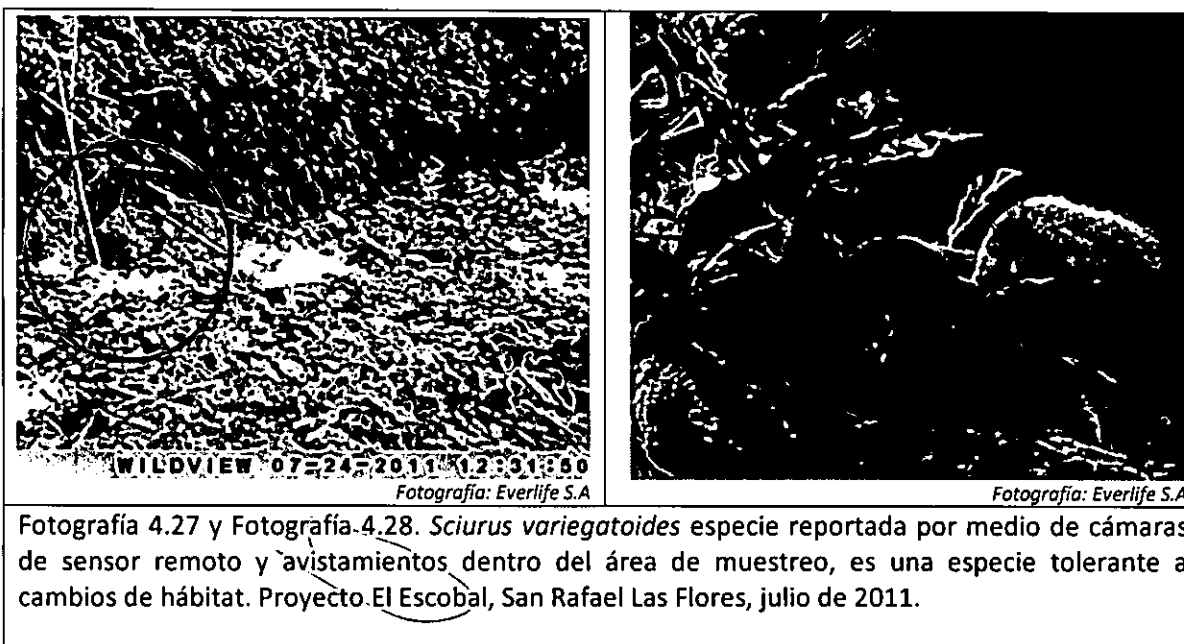 WILDVIEW 07-24-2011 12:31:50
Fotografía: Everlife S.A
Fotografía: Everlife S.A
Fotografía 4.27 y Fotografía 4.28. Sciurus variegatoides especie reportada por medio de cámaras
de sensor remoto y avistamientos dentro del área de muestreo, es una especie tolerante a
cambios de hábitat. Proyecto El Escobal, San Rafael Las Flores, julio de 2011.